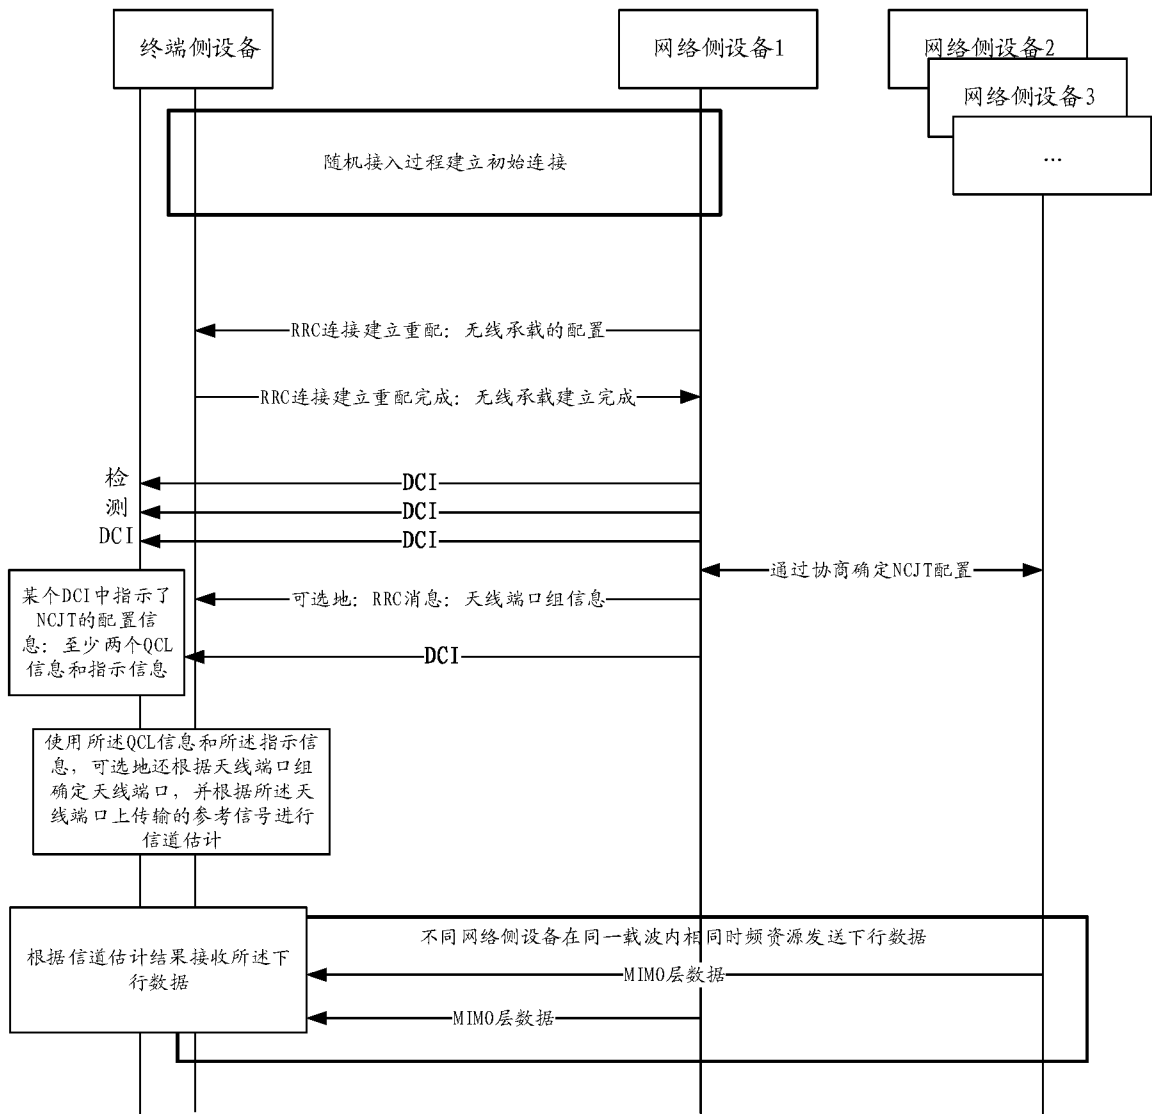 终端侧设备
网络侧设备1
网络侧设备2
网络侧设备3
...
随机接入过程建立初始连接
RRC连接建立重配：无线承载的配置
RRC连接建立重配完成：无线承载建立完成
检
测
DCI
DCI
DCI
DCI
通过协商确定NCJT配置
某个DCI中指示了
NCJT的配置信
息：至少两个QCL
信息和指示信息
可选地：RRC消息：天线端口组信息
DCI
使用所述QCL信息和所述指示信
息，可选地还根据天线端口组
确定天线端口，并根据所述天
线端口上传输的参考信号进行
信道估计
不同网络侧设备在同一载波内相同时频资源发送下行数据
根据信道估计结果接收所述下
行数据
MIMO层数据
MIMO层数据